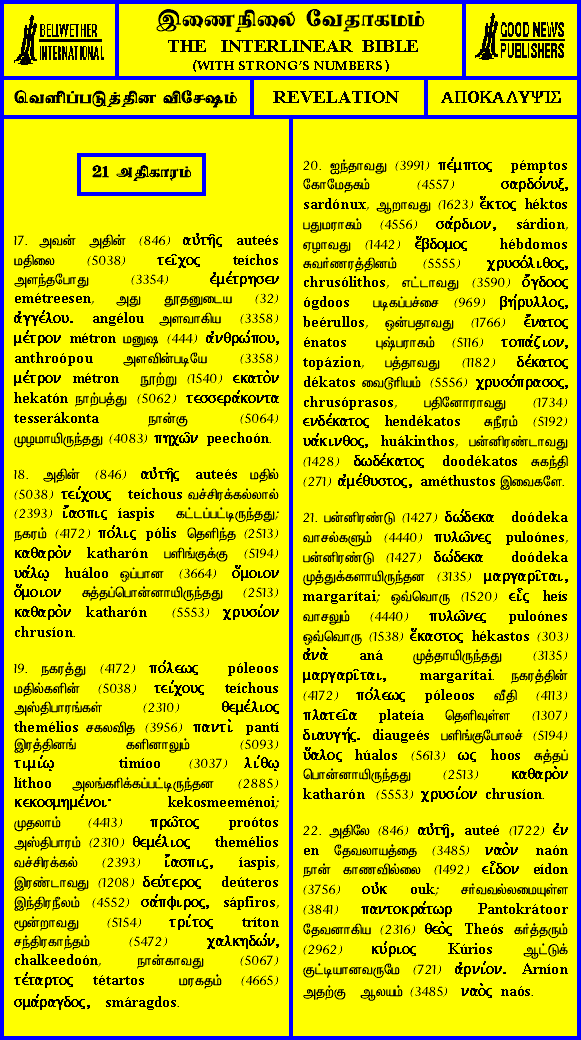 BELLWETHER
INTERNATIONAL
இணைநிலை வேதாகமம்
THE INTERLINEAR BIBLE
(WITH STRONG'S NUMBERS)
GOOD NEWS
PUBLISHERS
வெளிப்படுத்தின விசேஷம்
REVELATION
ΑΠΟΚΑΛΥΨΙΣ
21 அதிகாரம்
17. அவன் அதின் (846) αὐτῆς auteés
மதிலை (5038) τεῖχος teíchos
அளந்தபோது (3354) ἐμέτρησεν
emétreesen, அது தூதனுடைய (32)
ἀγγέλου. angélou அளவாகிய (3358)
μέτρον métron மனுஷ (444) ἀνθρώπου,
anthroópou அளவின்படியே (3358)
μέτρον métron நூற்று (1540) εκατὸν
hekatón நாற்பத்து (5062) τεσσεράκοντα
tesserákonta நான்கு (5064)
முழமாயிருந்தது (4083) πηχῶν peechoón.
18. அதின் (846) αὐτῆς auteés மதில்
(5038) τείχους teíchous வச்சிரக்கல்லால்
(2393) ἴασπις íaspis கட்டப்பட்டிருந்தது;
நகரம் (4172) πόλις pólis தெளிந்த (2513)
καθαρὸν katharón பளிங்குக்கு (5194)
υάλῳ huáloo ஒப்பான (3664) ὅμοιον
ὅμοιον சுத்தப்பொன்னாயிருந்தது (2513)
καθαρὸν katharón (5553) χρυσίον
chrusíon.
19. நகரத்து (4172) πόλεως póleoos
மதில்களின் (5038) τείχους teíchous
அஸ்திபாரங்கள் (2310) θεμέλιος
themélios சகலவித (3956) παντὶ pantí
இரத்தினங் களினாலும் (5093)
τιμίῳ timíoo (3037) λίθῳ
líthoo அலங்கரிக்கப்பட்டிருந்தன (2885)
κεκοσμημένοι· kekosmeeménoi;
முதலாம் (4413) πρῶτος proótos
அஸ்திபாரம் (2310) θεμέλιος themélios
வச்சிரக்கல் (2393) ἴασπις, íaspis,
இரண்டாவது (1208) δεύτερος deúteros
இந்திரநீலம் (4552) σάπφιρος, sápfiros,
மூன்றாவது (5154) τρίτος tríton
சந்திரகாந்தம் (5472) χαλκηδών,
chalkeedoón, நான்காவது (5067)
τέταρτος tétartos மரகதம் (4665)
σμάραγδος, smáragdos.
20. ஐந்தாவது (3991) πέμπτος pémptos
கோமேதகம் (4557) σαρδόνυξ,
sardónux, ஆறாவது (1623) ἕκτος héktos
பதுமராகம் (4556) σάρδιον, sárdion,
ஏழாவது (1442) ἕβδομος hébdomos
சுவர்ணரத்தினம் (5555) χρυσόλιθος,
chrusólithos, எட்டாவது (3590) ὄγδοος
ógdoos படிகப்பச்சை (969) βήρυλλος,
beérullos, ஒன்பதாவது (1766) ἔνατος
énatos புஷ்பராகம் (5116) τοπάζιον,
topázion, பத்தாவது (1182) δέκατος
dékatos வைடூரியம் (5556) χρυσόπρασος,
chrusóprasos, பதினோராவது (1734)
ενδέκατος hendékatos சுநீரம் (5192)
υάκινθος, huákinthos, பன்னிரண்டாவது
(1428) δωδέκατος doodékatos சுகந்தி
(271) ἀμέθυστος, améthustos இவைகளே.
21. பன்னிரண்டு (1427) δώδεκα doódeka
வாசல்களும் (4440) πυλῶνες puloónes,
பன்னிரண்டு (1427) δώδεκα doódeka
முத்துக்களாயிருந்தன (3135) μαργαρῖται,
margarítai; ஒவ்வொரு (1520) εἷς heís
வாசலும் (4440) πυλῶνες puloónes
ஒவ்வொரு (1538) ἕκαστος hékastos (303)
ἀνὰ aná முத்தாயிருந்தது (3135)
μαργαρῖται, margarítai. நகரத்தின்
(4172) πόλεως póleoos வீதி (4113)
πλατεῖα plateía தெளிவுள்ள (1307)
διαυγής. diaugeés பளிங்குபோலச் (5194)
ὕαλος húalos (5613) ως hoos சுத்தப்
பொன்னாயிருந்தது (2513) καθαρὸν
katharón (5553) χρυσίον chrusíon.
22. அதிலே (846) αὐτῇ, auteé (1722) ἐν
en தேவாலயத்தை (3485) ναὸν naón
நான் காணவில்லை (1492) εἶδον eídon
(3756) οὐκ ouk; சர்வவல்லமையுள்ள
(3841) παντοκράτωρ Pantokrátoor
தேவனாகிய (2316) θεὸς Theós கர்த்தரும்
(2962) κύριος Kúrios ஆட்டுக்
குட்டியானவருமே (721) ἀρνίον. Arníon
அதற்கு ஆலயம் (3485) ναὸς naós.